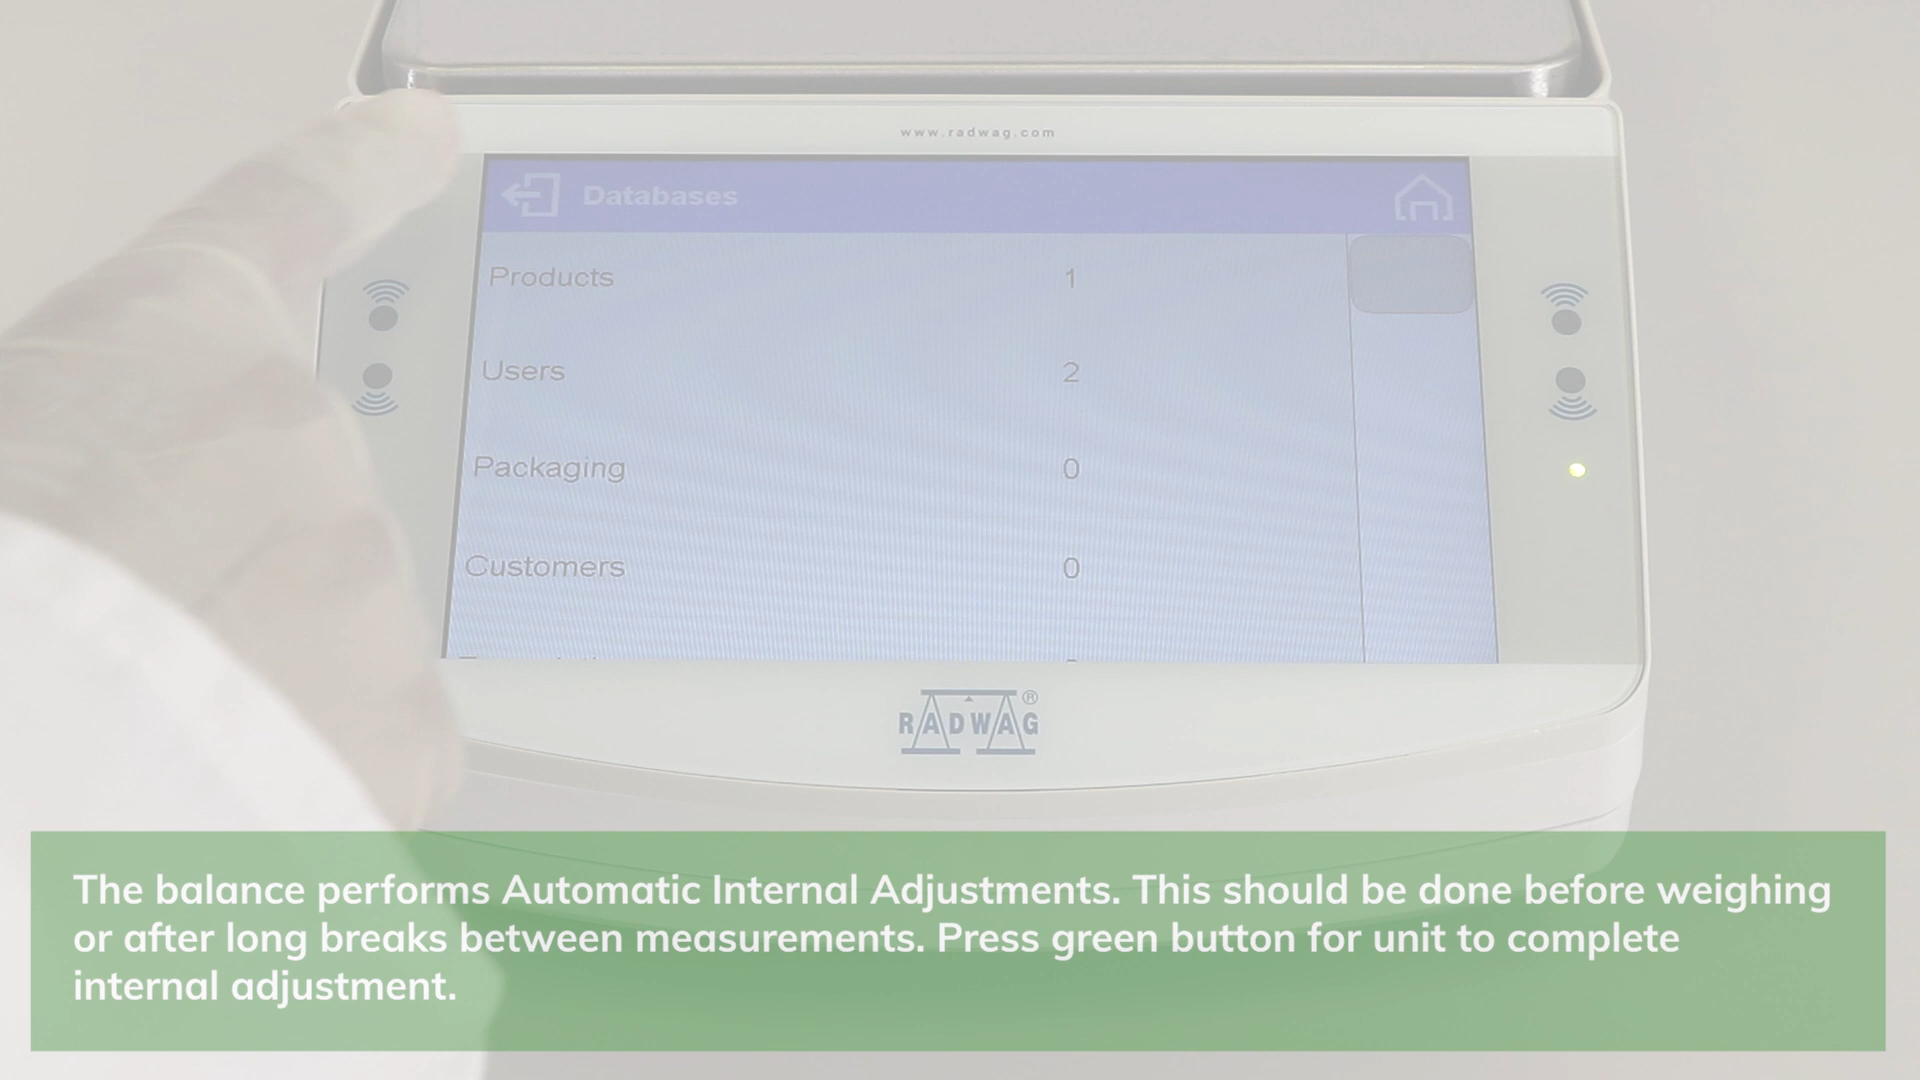 www.radwag.com
Databases
Products 1
Users 2
Packaging 0
Customers 0
RADWAG®
The balance performs Automatic Internal Adjustments. This should be done before weighing
or after long breaks between measurements. Press green button for unit to complete
internal adjustment.